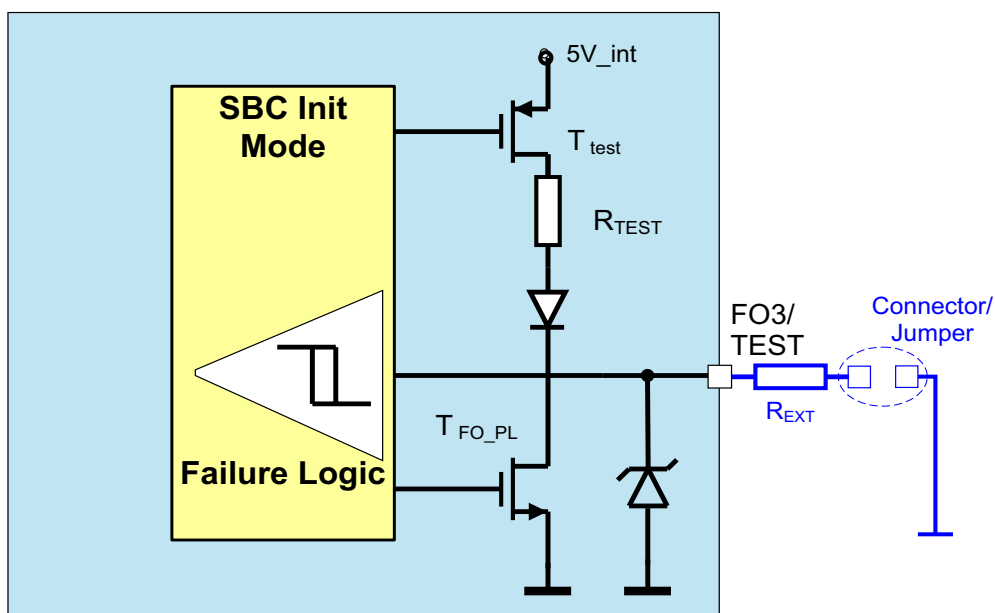 5V_int
SBC Init
Mode
T test
RTEST
FO3/
TEST
Connector/
Jumper
REXT
T FO_PL
Failure Logic